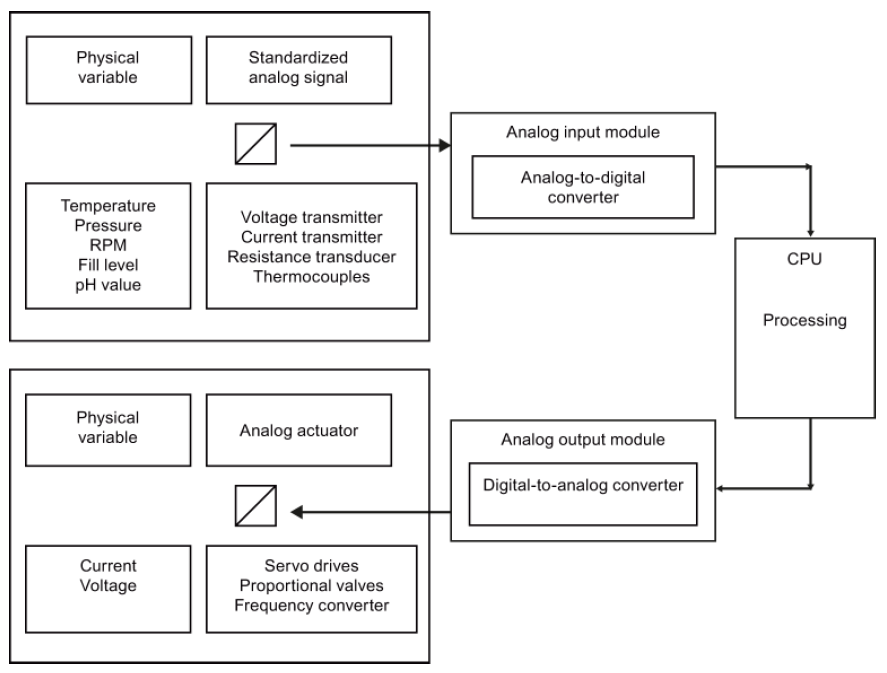 Physical
variable
Standardized
analog signal
Temperature
Pressure
RPM
Fill level
pH value
Voltage transmitter
Current transmitter
Resistance transducer
Thermocouples
Analog input module
Analog-to-digital
converter
CPU
Processing
Physical
variable
Analog actuator
Current
Voltage
Servo drives
Proportional valves
Frequency converter
Analog output module
Digital-to-analog converter